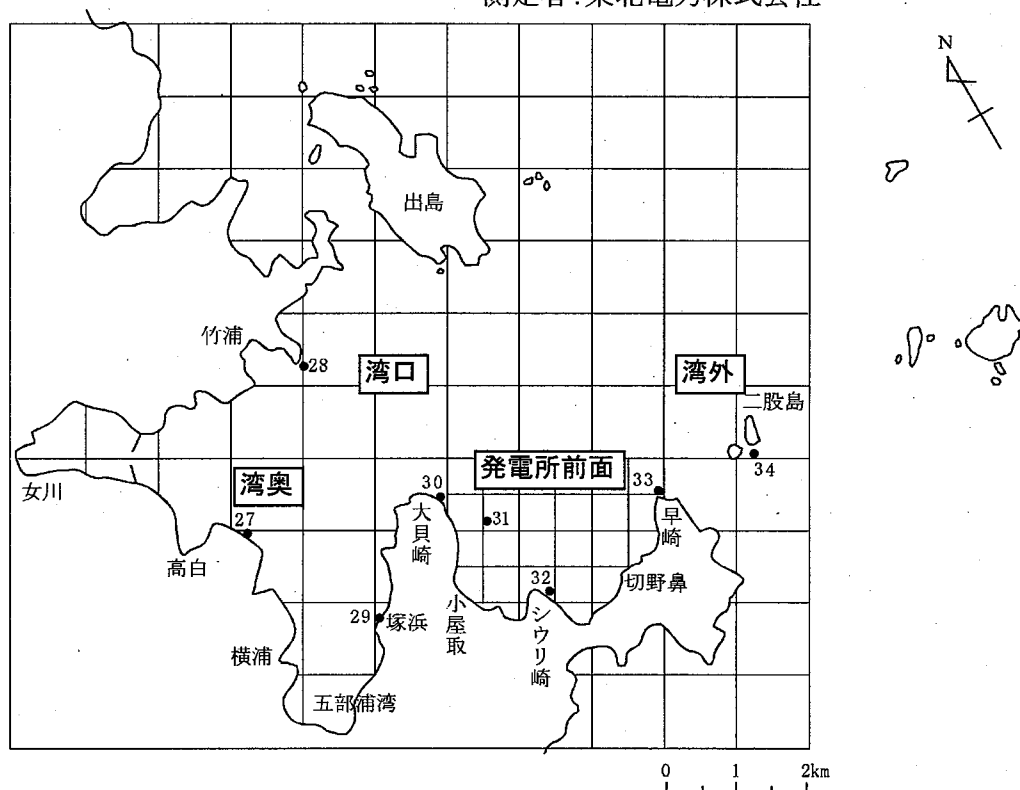 測定者:東北電力株式会社
N
出島
竹浦
28
湾口
湾外
二股島
34
女川
湾奥
発電所前面
30
33
27
31
大貝崎
早崎
高白
32
切野鼻
29
塚浜
小屋取
シウリ崎
横浦
五部浦湾
0 1 2km